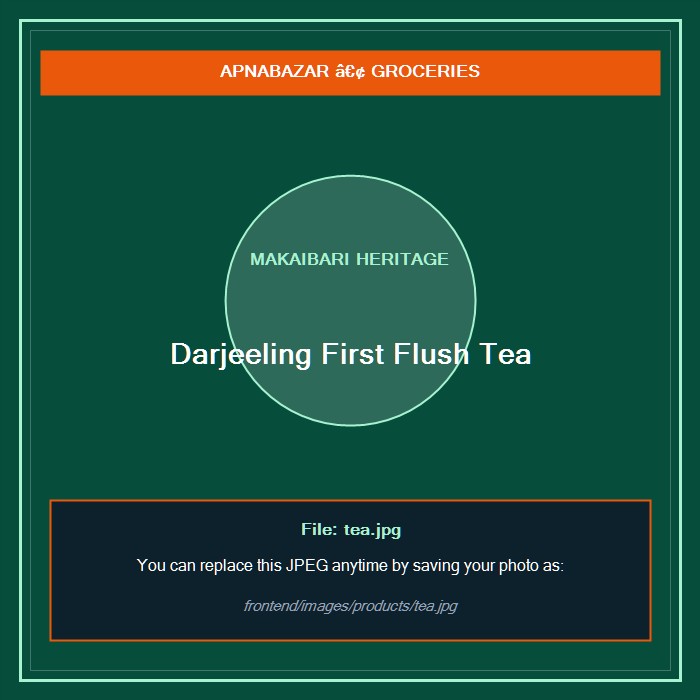 APNABAZAR â€¢ GROCERIES
MAKAIBARI HERITAGE
Darjeeling First Flush Tea
File: tea.jpg
You can replace this JPEG anytime by saving your photo as:
frontend/images/products/tea.jpg